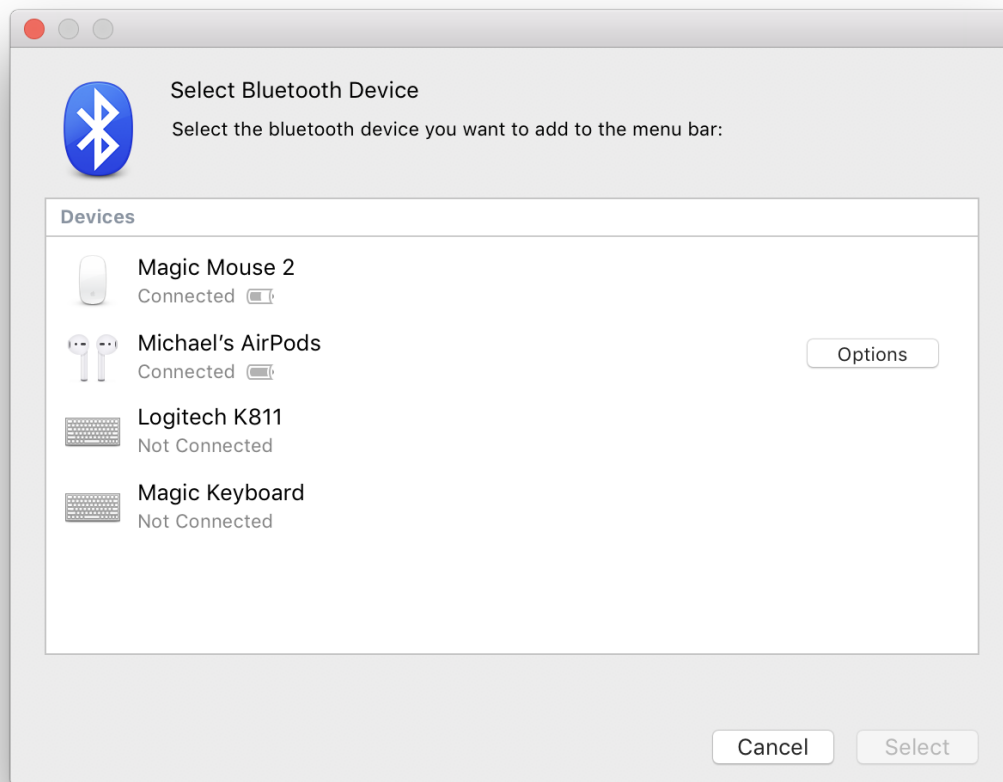 Select Bluetooth Device
Select the bluetooth device you want to add to the menu bar:
Devices
Magic Mouse 2
Connected
Michael’s AirPods
Connected
Options
Logitech K811
Not Connected
Magic Keyboard
Not Connected
Cancel
Select